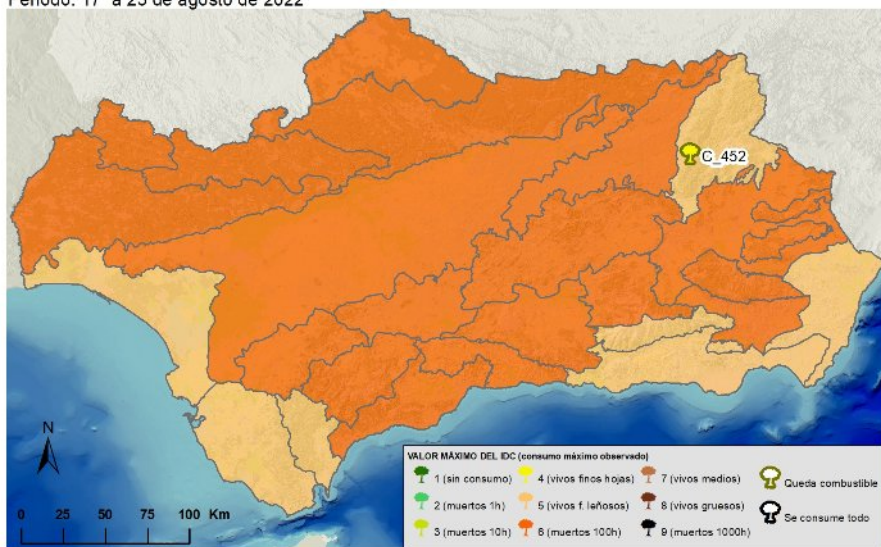 Período: 17 a 23 de agosto de 2022
C_452
N
0 25 50 75 100 Km
VALOR MÁXIMO DEL IDC (consumo máximo observado)
1 (sin consumo) 4 (vivos finos hojas) 7 (vivos medios) Queda combustible
2 (muertos 1h) 5 (vivos f. leñosos) 8 (vivos gruesos) Se consume todo
3 (muertos 10h) 6 (muertos 100h) 9 (muertos 1000h)